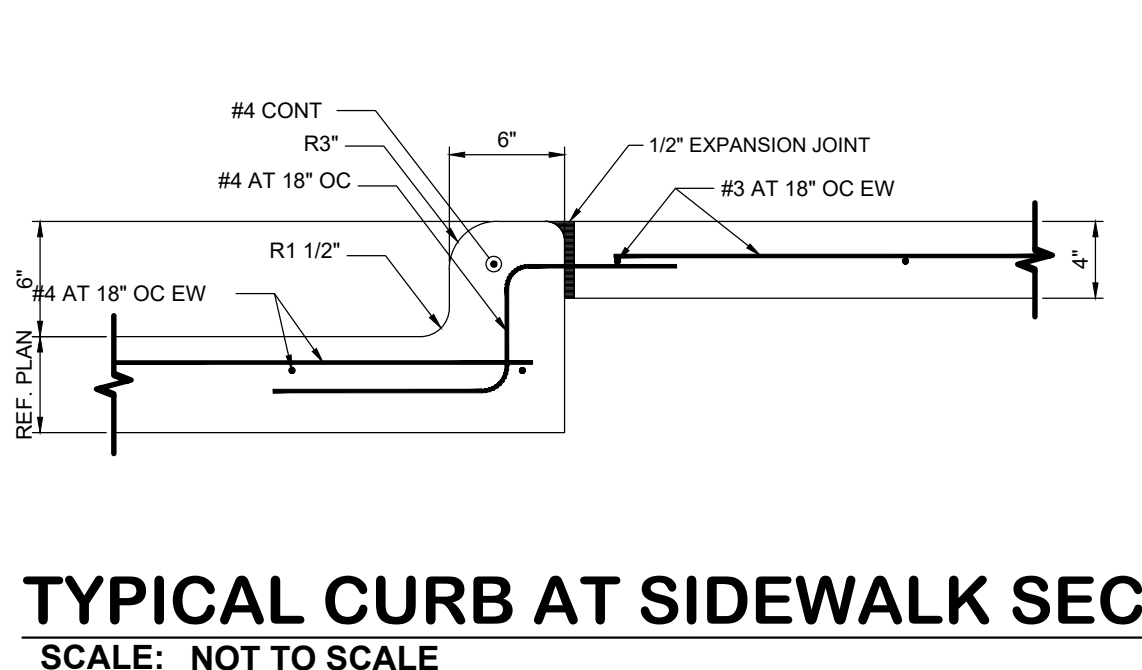 #4 CONT
R3"
6"
1/2" EXPANSION JOINT
#4 AT 18" OC
#3 AT 18" OC EW
R1 1/2"
4"
6"
#4 AT 18" OC EW
REF. PLAN
TYPICAL CURB AT SIDEWALK SEC
SCALE: NOT TO SCALE